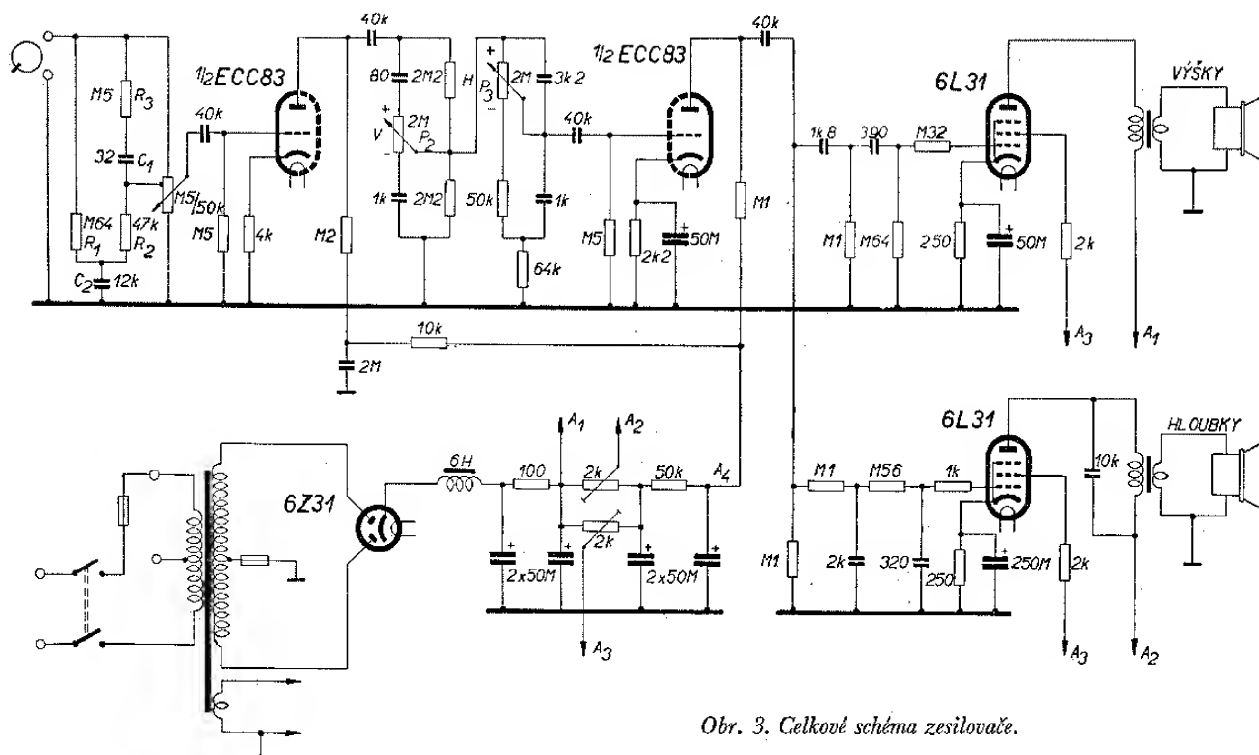 40k
½ECC83
40k
½ECC83
40k
6L31
VÝŠKY
M5
R3
40k
80
2M2
H
P3
2M
3k2
40k
1k8
390
M32
32
C1
V
2M
P2
M5/50k
M64
R1
47k
R2
M5
4k
M2
1k
2M2
50k
1k
M5
2k2
50M
M1
M1
M64
250
50M
2k
C2
12k
64k
A3
A1
10k
2M
6L31
HLOUBKY
6Z31
6H
100
A1
2k
A2
50k
A4
M1
M56
1k
10k
2k
2x50M
2x50M
M1
2k
320
250
250M
2k
A3
A3
A2
Obr. 3. Celkové schéma zesilovače.